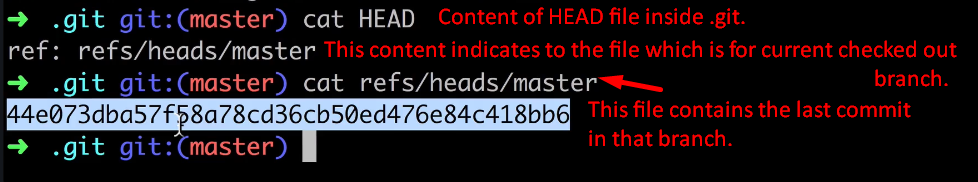 ➜ .git git:(master) cat HEAD Content of HEAD file inside .git.
ref: refs/heads/master This content indicates to the file which is for current checked out
branch.
➜ .git git:(master) cat refs/heads/master
44e073dba57f58a78cd36cb50ed476e84c418bb6 This file contains the last commit
➜ .git git:(master) in that branch.